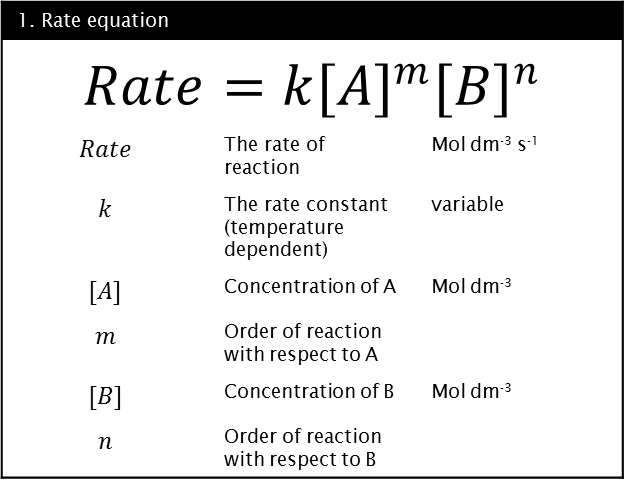 1. Rate equation
Rate = k[A]ᵐ[B]ⁿ
Rate The rate of reaction Mol dm⁻³ s⁻¹
k The rate constant (temperature dependent) variable
[A] Concentration of A Mol dm⁻³
m Order of reaction with respect to A
[B] Concentration of B Mol dm⁻³
n Order of reaction with respect to B